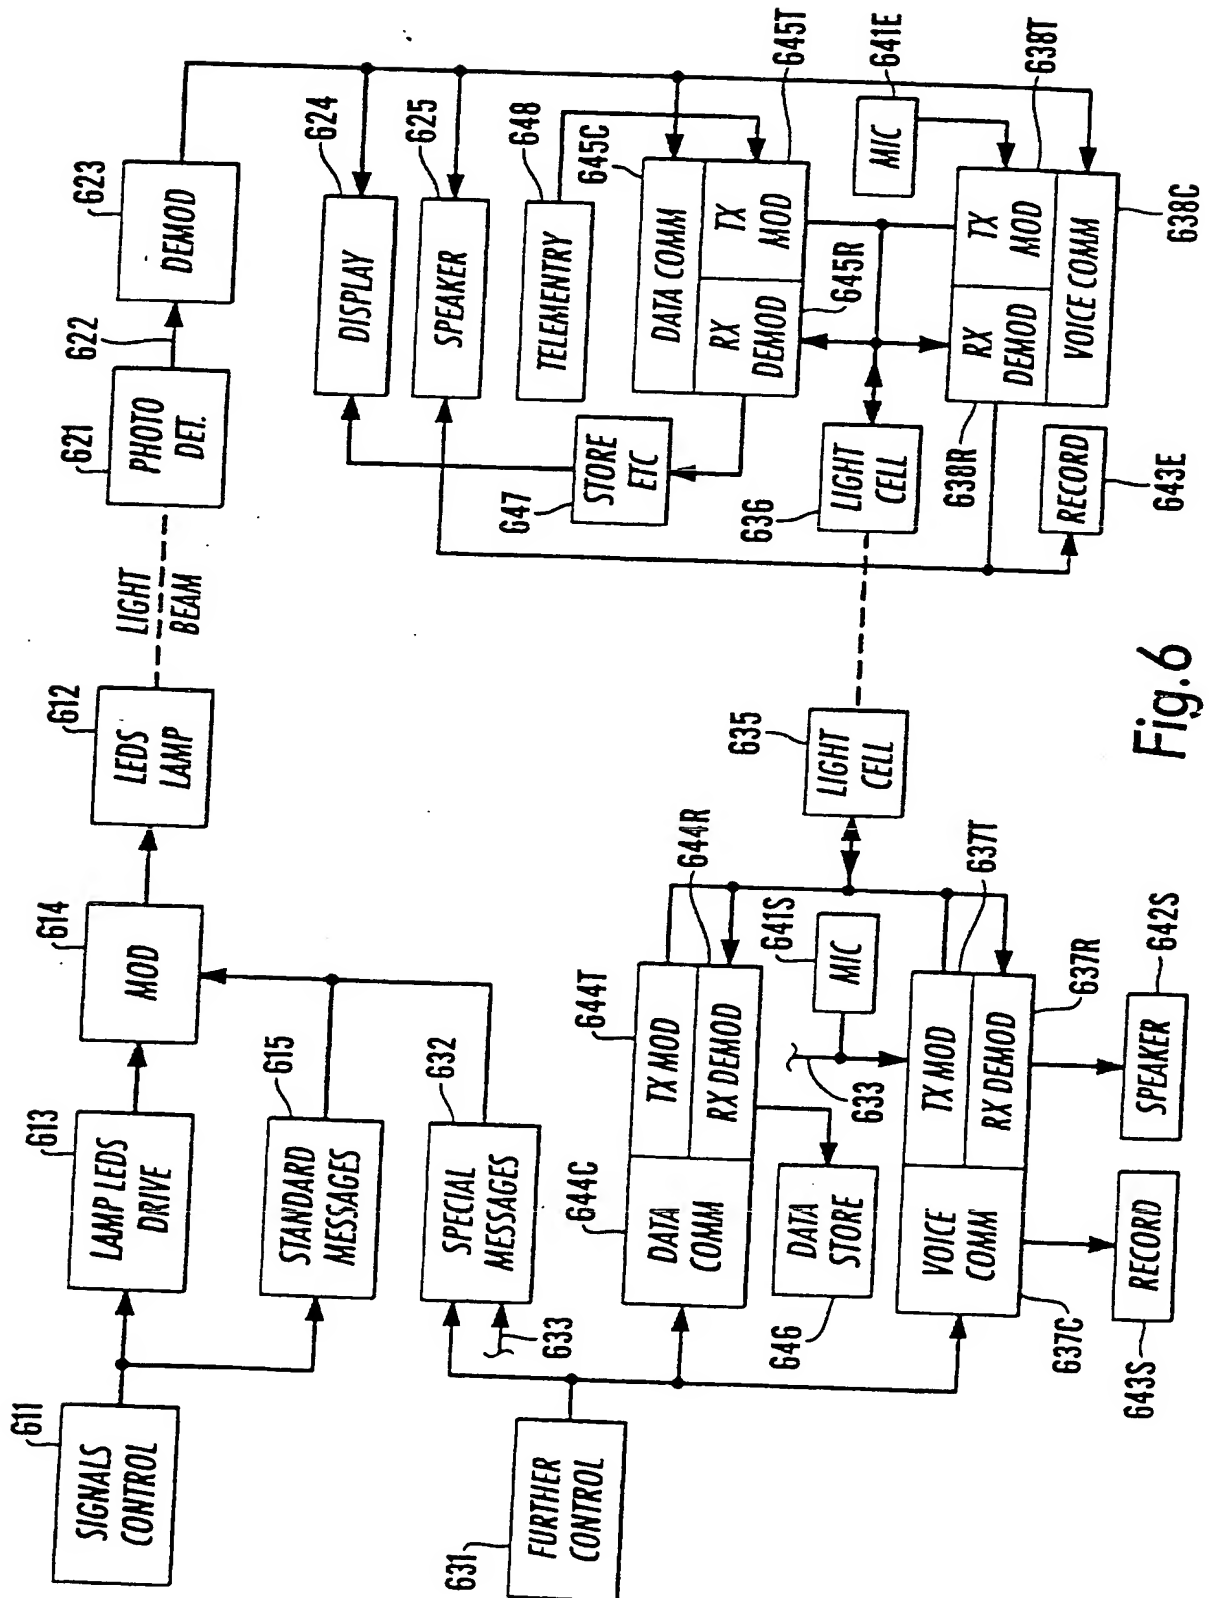 611
SIGNALS
CONTROL
613
LAMP LEDS
DRIVE
614
MOD
612
LEDS
LAMP
LIGHT
BEAM
621
PHOTO
DET.
622
623
DEMOD
615
STANDARD
MESSAGES
632
SPECIAL
MESSAGES
633
631
FURTHER
CONTROL
624
DISPLAY
625
SPEAKER
648
TELEMENTRY
647
STORE
ETC
645C
DATA COMM
645T
TX
MOD
645R
RX
DEMOD
644C
DATA
COMM
644T
TX MOD
644R
RX DEMOD
646
DATA
STORE
641S
MIC
633
635
LIGHT
CELL
636
LIGHT
CELL
641E
MIC
637C
VOICE
COMM
637T
TX MOD
637R
RX DEMOD
638R
RX
DEMOD
638T
TX
MOD
638C
VOICE COMM
643S
RECORD
642S
SPEAKER
643E
RECORD
Fig.6